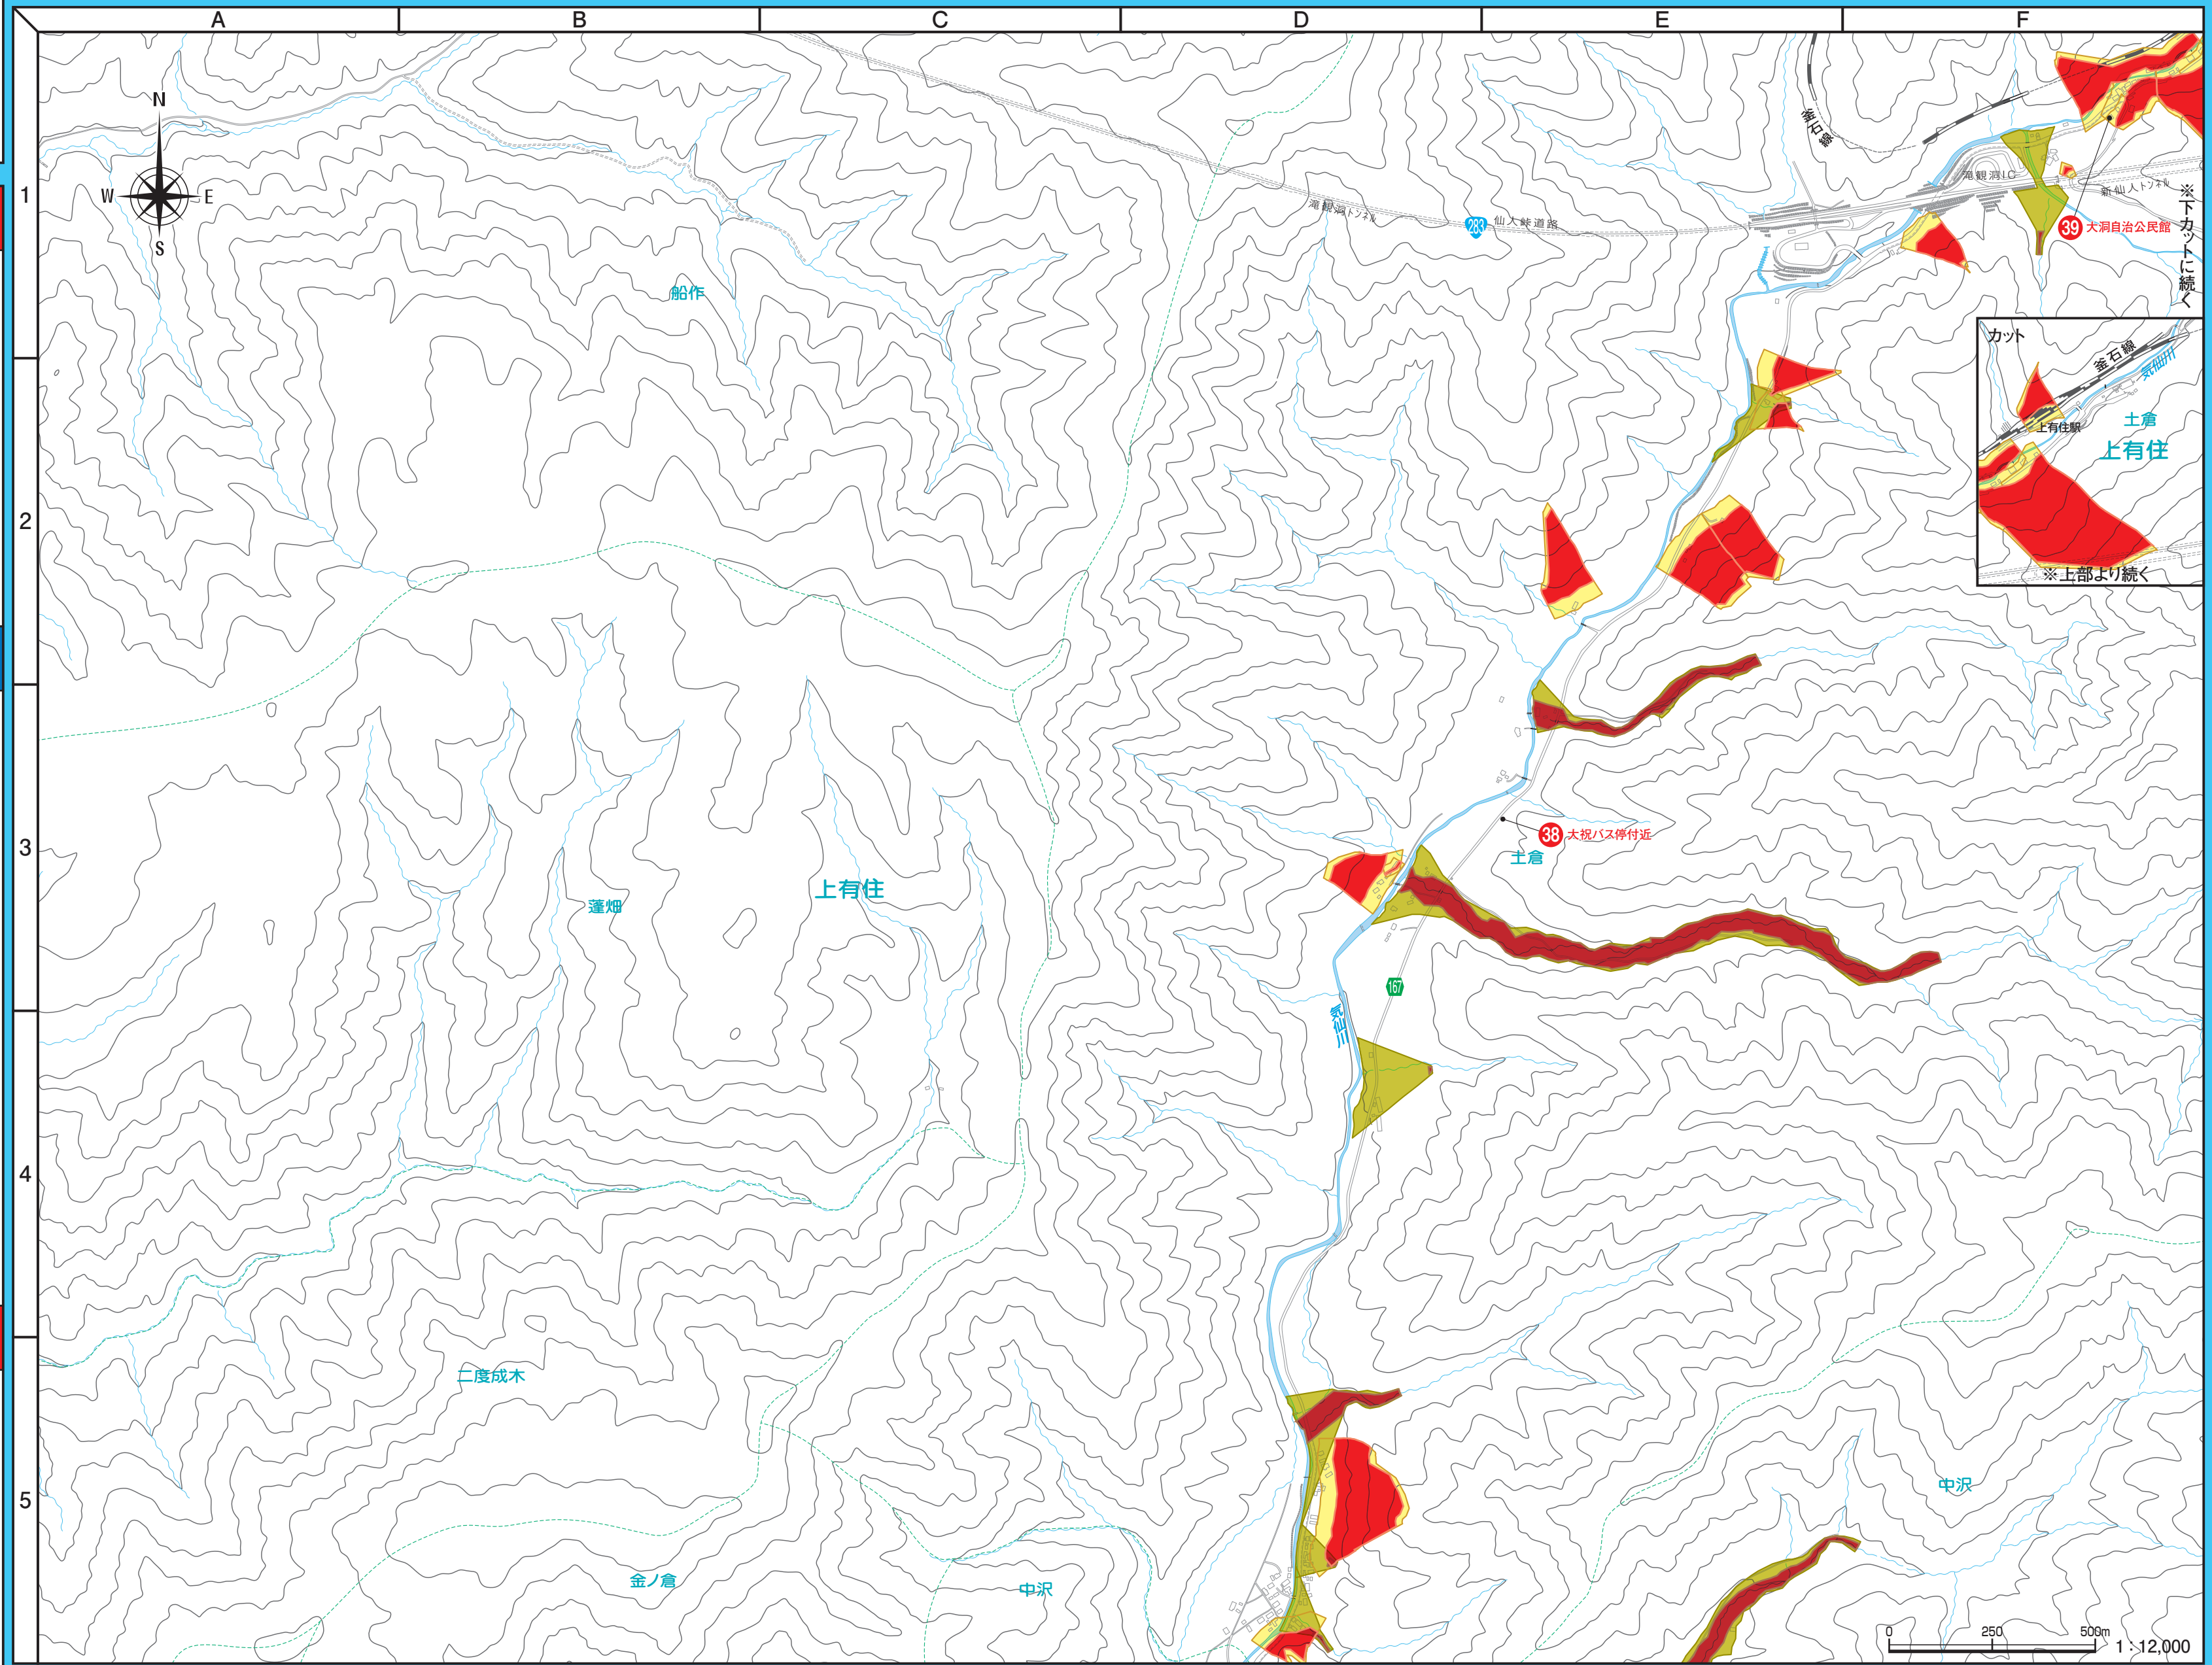 A
B
C
D
E
F
1
2
3
4
5
N
W
E
S
釜石線
滝観洞IC
新仙人トンネル
滝観洞トンネル
283
仙人峠道路
39 大洞自治公民館
※下カットに続く
船作
カット
釜石線
気仙川
土倉
上有住駅
上有住
※上部より続く
38 大祝バス停付近
土倉
上有住
蓬畑
167
気仙川
二度成木
中沢
金ノ倉
中沢
0 250 500m
1:12,000